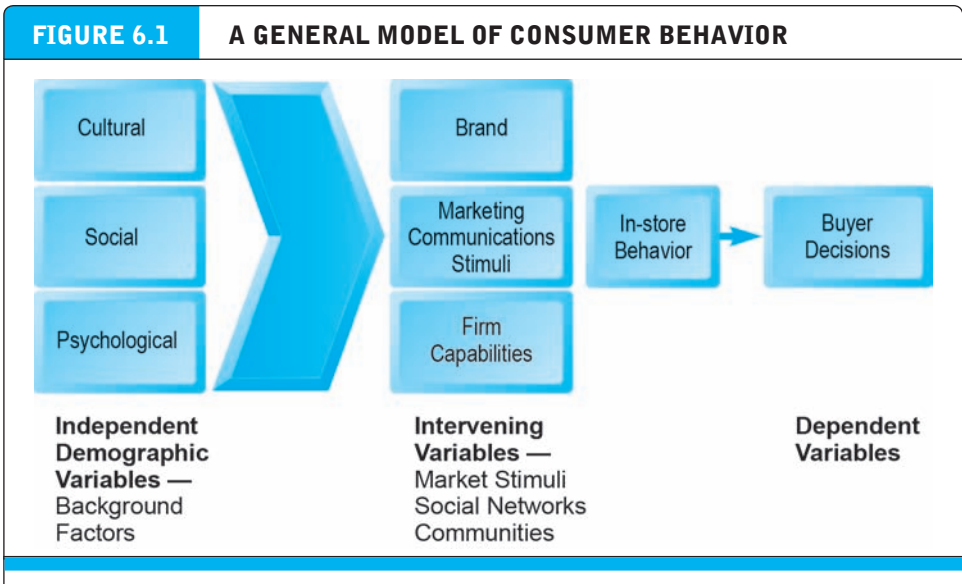 FIGURE 6.1
A GENERAL MODEL OF CONSUMER BEHAVIOR
Cultural
Social
Psychological
Brand
Marketing
Communications
Stimuli
Firm
Capabilities
In-store
Behavior
Buyer
Decisions
Independent
Demographic
Variables —
Background
Factors
Intervening
Variables —
Market Stimuli
Social Networks
Communities
Dependent
Variables